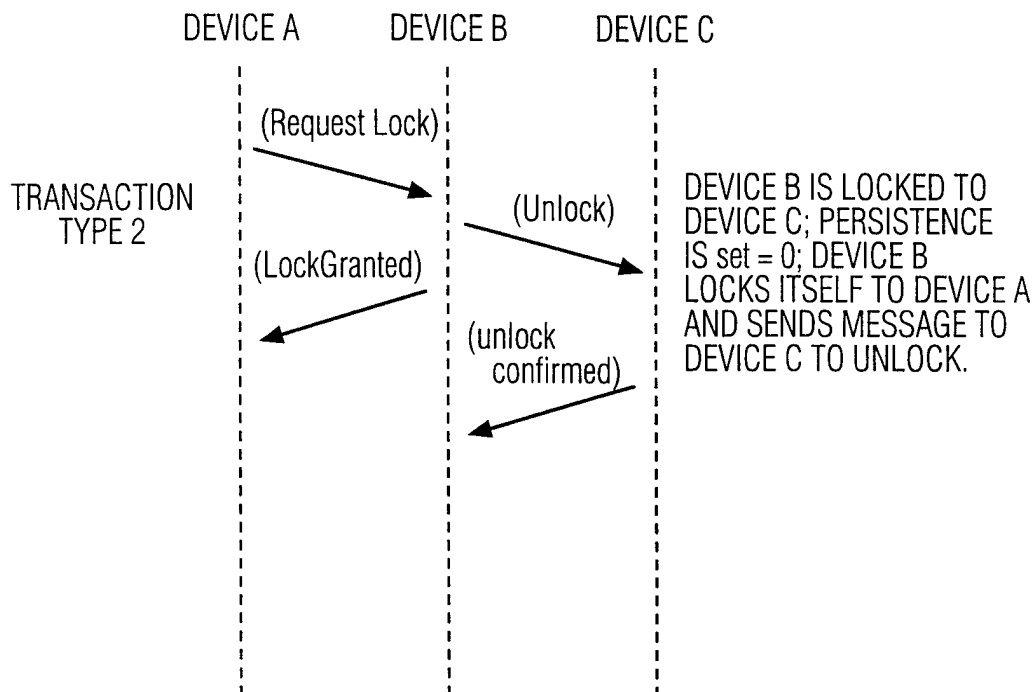 DEVICE A DEVICE B DEVICE C
(Request Lock)
TRANSACTION
TYPE 2
(Unlock)
(LockGranted)
(unlock
confirmed)
DEVICE B IS LOCKED TO
DEVICE C; PERSISTENCE
IS set = 0; DEVICE B
LOCKS ITSELF TO DEVICE A
AND SENDS MESSAGE TO
DEVICE C TO UNLOCK.